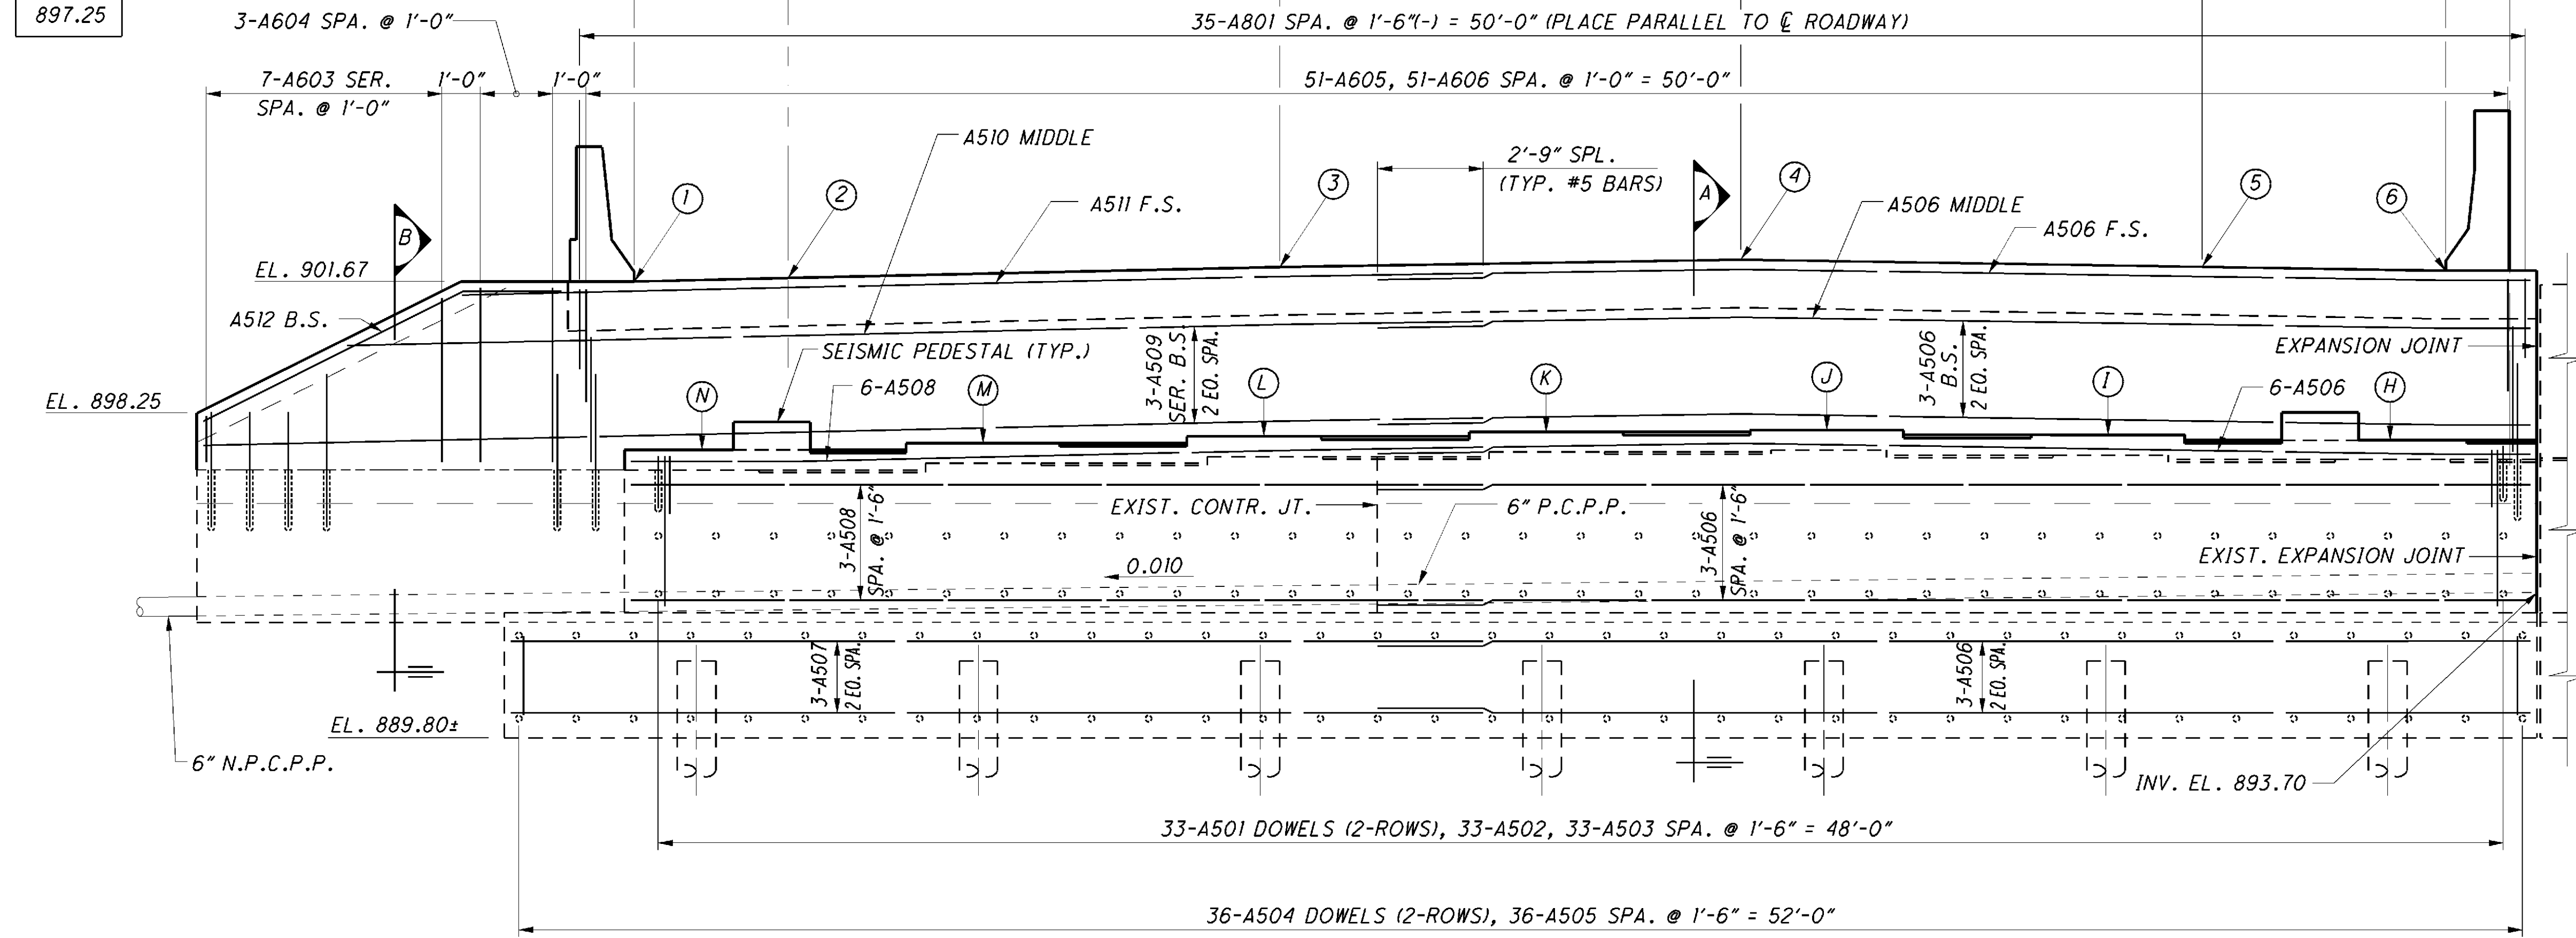 897.25
3-A604 SPA. @ 1'-0"
35-A801 SPA. @ 1'-6"(-) = 50'-0" (PLACE PARALLEL TO ℄ ROADWAY)
7-A603 SER.
SPA. @ 1'-0"
1'-0"
1'-0"
51-A605, 51-A606 SPA. @ 1'-0" = 50'-0"
A510 MIDDLE
2'-9" SPL.
(TYP. #5 BARS)
A
B
1
2
3
4
5
6
A511 F.S.
A506 MIDDLE
A506 F.S.
EL. 901.67
A512 B.S.
SEISMIC PEDESTAL (TYP.)
3-A509
SER. B.S.
2 EQ. SPA.
3-A506
B.S.
2 EQ. SPA.
EXPANSION JOINT
EL. 898.25
6-A508
6-A506
N
M
L
K
J
I
H
EXIST. CONTR. JT.
6" P.C.P.P.
3-A508
SPA. @ 1'-6"
3-A506
SPA. @ 1'-6"
0.010
EXIST. EXPANSION JOINT
3-A507
2 EQ. SPA.
3-A506
2 EQ. SPA.
EL. 889.80±
6" N.P.C.P.P.
INV. EL. 893.70
33-A501 DOWELS (2-ROWS), 33-A502, 33-A503 SPA. @ 1'-6" = 48'-0"
36-A504 DOWELS (2-ROWS), 36-A505 SPA. @ 1'-6" = 52'-0"